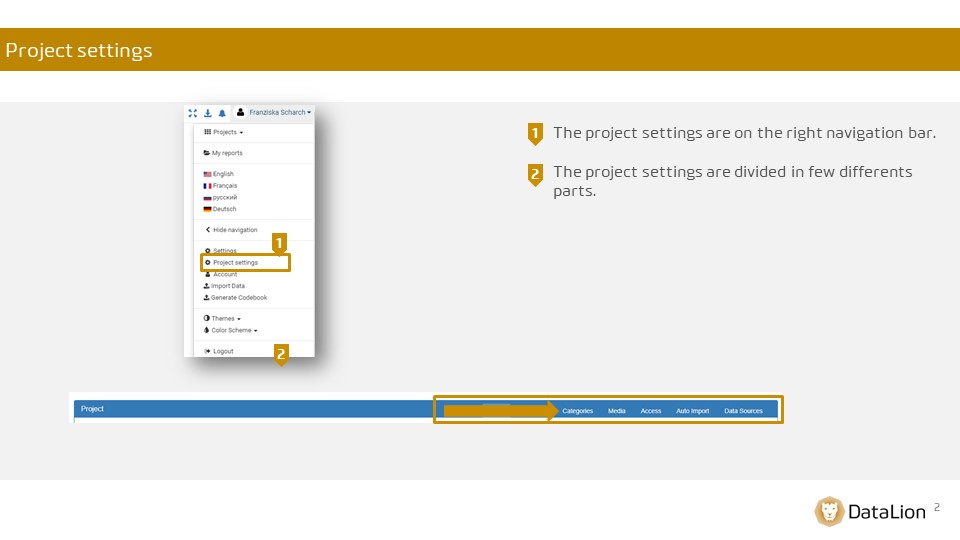 Project settings
Franziska Scharch
Projects
My reports
English
Français
русский
Deutsch
Hide navigation
1
Settings
Project settings
Account
Import Data
Generate Codebook
Themes
Color Scheme
Logout
2
1 The project settings are on the right navigation bar.
2 The project settings are divided in few differents
parts.
Project Categories Media Access Auto Import Data Sources
DataLion 2